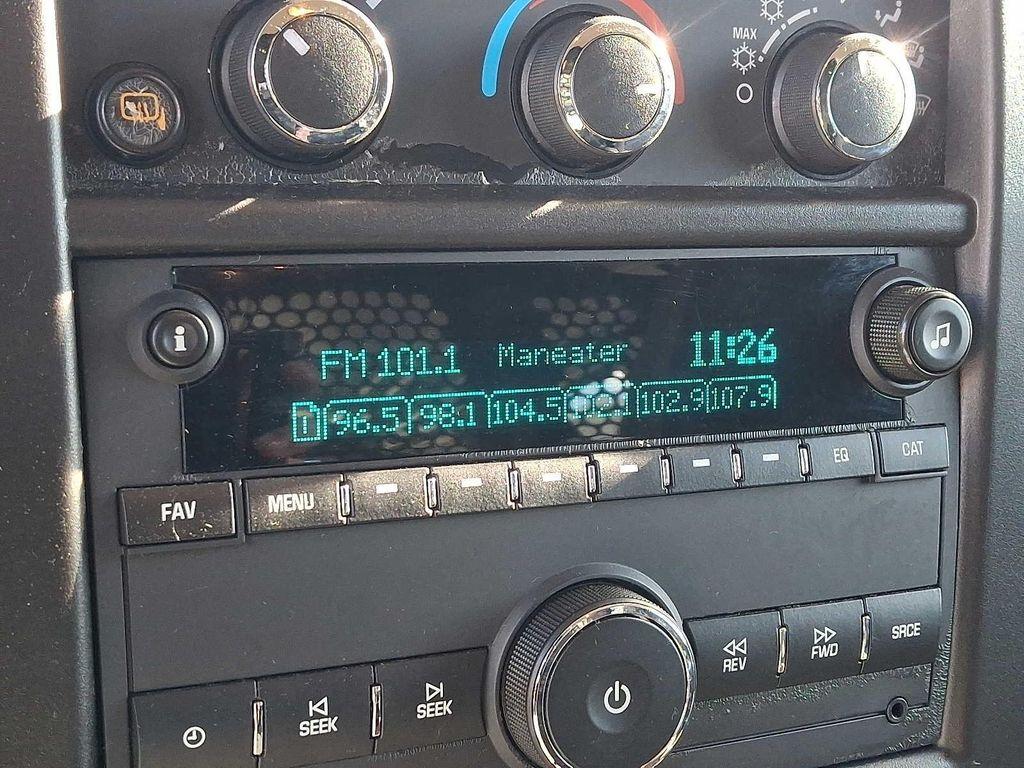 MAX
i
FM 101.1 Maneater 11:26
1 96.5 98.1 104.5 102.9 107.9
FAV MENU EQ CAT
REV FWD SRCE
SEEK SEEK